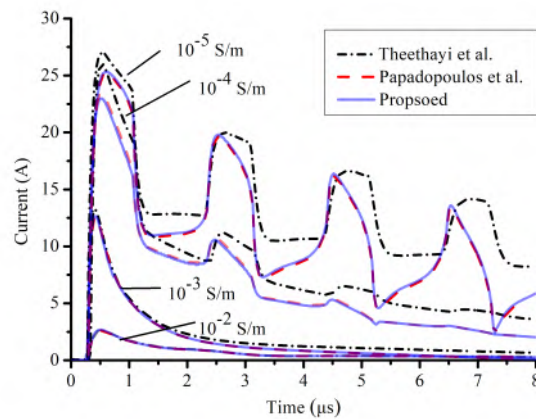 30
25
20
15
10
5
0
Current (A)
10⁻⁵ S/m
10⁻⁴ S/m
10⁻³ S/m
10⁻² S/m
Theethayi et al.
Papadopoulos et al.
Propsoed
0 1 2 3 4 5 6 7 8
Time (μs)